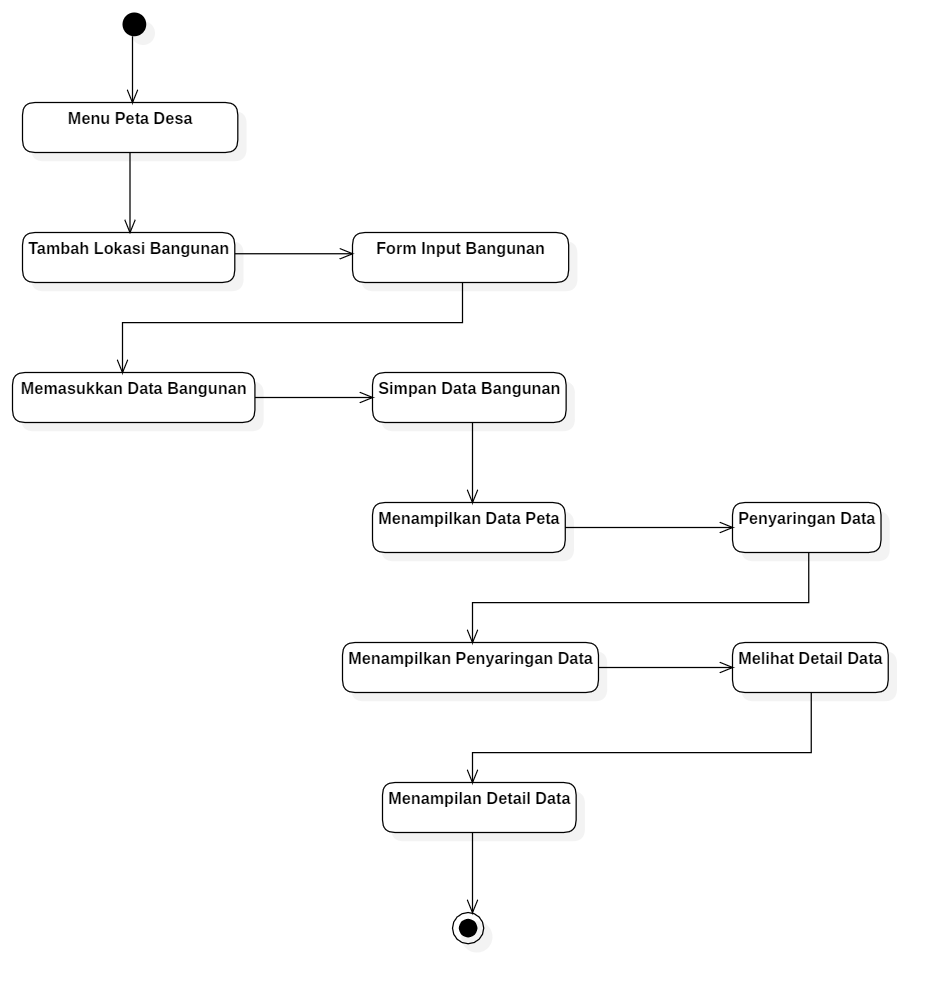 Menu Peta Desa
Tambah Lokasi Bangunan
Form Input Bangunan
Memasukkan Data Bangunan
Simpan Data Bangunan
Menampilkan Data Peta
Penyaringan Data
Menampilkan Penyaringan Data
Melihat Detail Data
Menampilan Detail Data